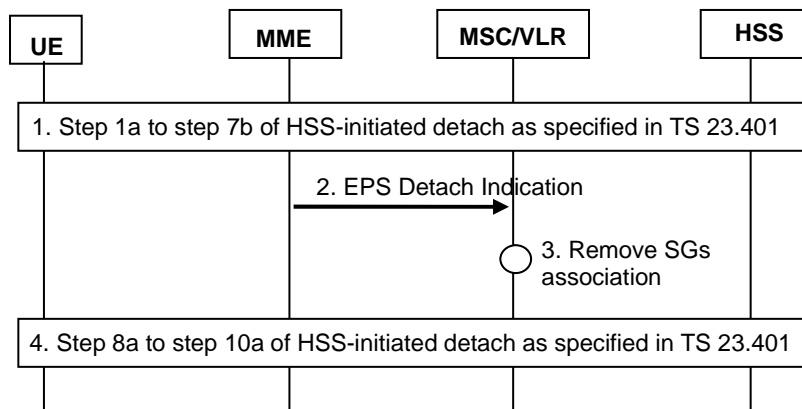 UE
MME
MSC/VLR
HSS
1. Step 1a to step 7b of HSS-initiated detach as specified in TS 23.401
2. EPS Detach Indication
3. Remove SGs
association
4. Step 8a to step 10a of HSS-initiated detach as specified in TS 23.401